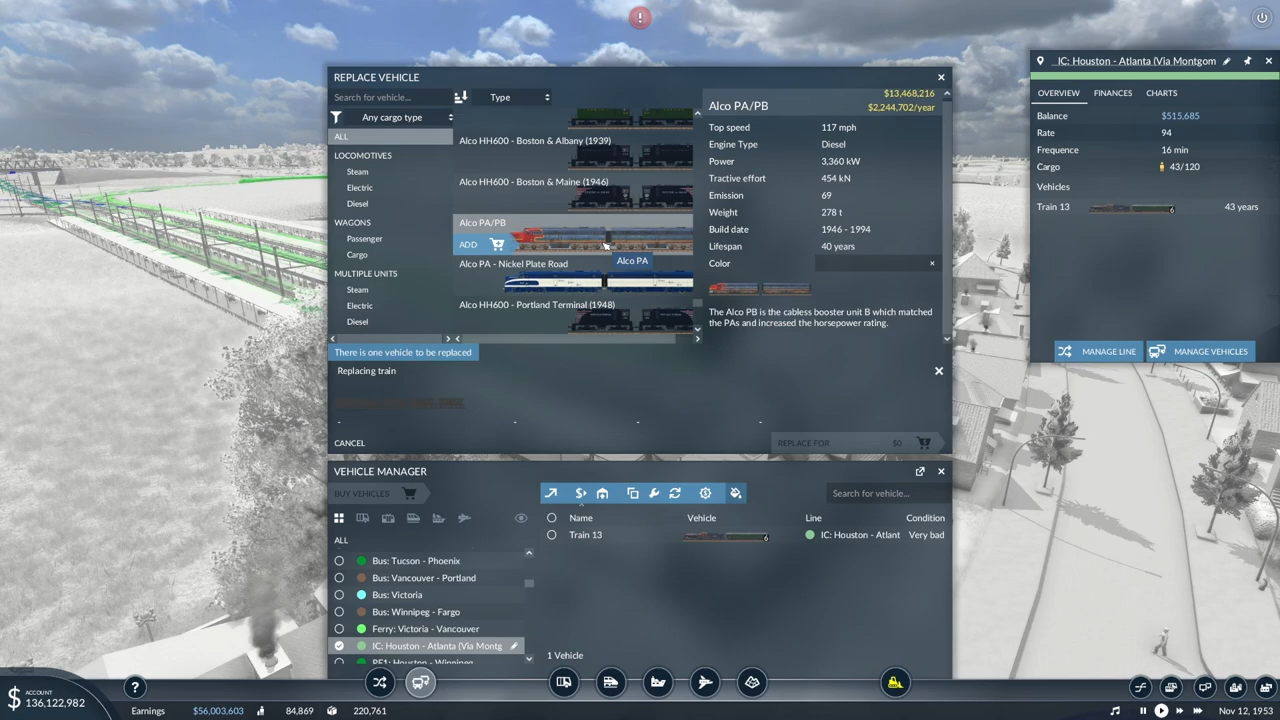 REPLACE VEHICLE
Search for vehicle...
Type
Any cargo type
ALL
LOCOMOTIVES
Steam
Electric
Diesel
WAGONS
Passenger
Cargo
MULTIPLE UNITS
Steam
Electric
Diesel
Alco HH600 - Boston & Albany (1939)
Alco HH600 - Boston & Maine (1946)
Alco PA/PB
ADD
Alco PA
Alco PA - Nickel Plate Road
Alco HH600 - Portland Terminal (1948)
$13,468,216
Alco PA/PB
$2,244,702/year
Top speed 117 mph
Engine Type Diesel
Power 3,360 kW
Tractive effort 454 kN
Emission 69
Weight 278 t
Build date 1946 - 1994
Lifespan 40 years
Color
The Alco PB is the cabless booster unit B which matched
the PAs and increased the horsepower rating.
There is one vehicle to be replaced
Replacing train
- - - -
CANCEL
REPLACE FOR $0
IC: Houston - Atlanta (Via Montgom
OVERVIEW FINANCES CHARTS
Balance $515,685
Rate 94
Frequency 16 min
Cargo 43/120
Vehicles
Train 13 6 43 years
MANAGE LINE MANAGE VEHICLES
VEHICLE MANAGER
BUY VEHICLES
Search for vehicle...
ALL
Bus: Tucson - Phoenix
Bus: Vancouver - Portland
Bus: Victoria
Bus: Winnipeg - Fargo
Ferry: Victoria - Vancouver
IC: Houston - Atlanta (Via Montg
PE1: Houston - Winnipeg
Name Vehicle Line Condition
Train 13 6 IC: Houston - Atlant Very bad
1 Vehicle
$ ACCOUNT
136,122,982
?
Earnings $56,003,603 84,869 220,761
Nov 12, 1953